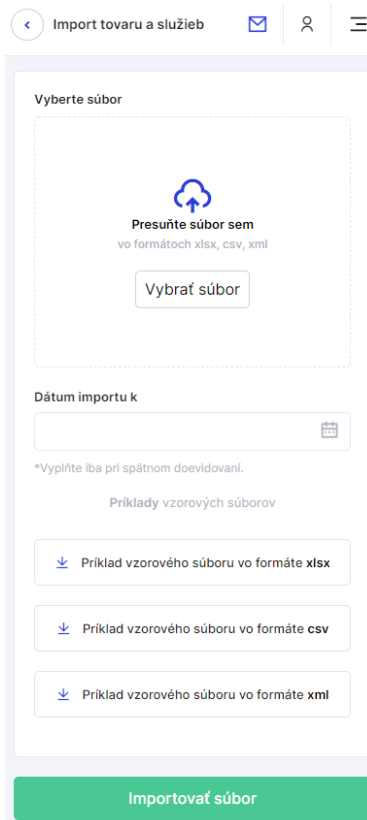 Import tovaru a služieb
Vyberte súbor
Presuňte súbor sem
vo formátoch xlsx, csv, xml
Vybrať súbor
Dátum importu k
*Vyplňte iba pri spätnom doevidovaní.
Príklady vzorových súborov
Príklad vzorového súboru vo formáte xlsx
Príklad vzorového súboru vo formáte csv
Príklad vzorového súboru vo formáte xml
Importovať súbor